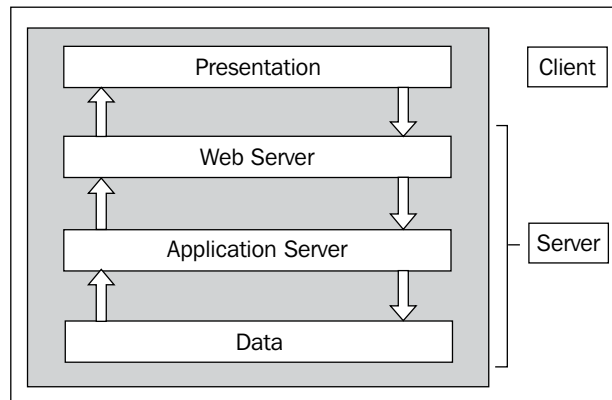 Presentation
Client
Web Server
Application Server
Server
Data